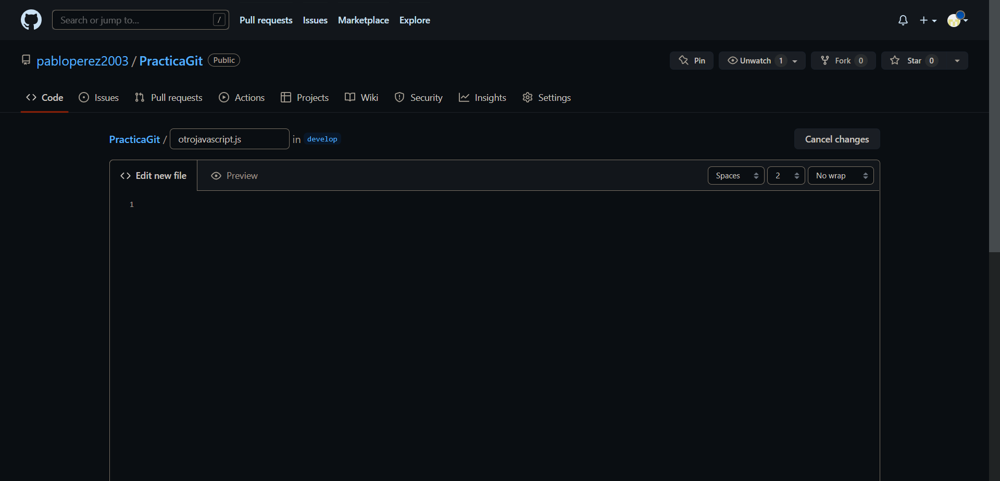 Search or jump to... / Pull requests Issues Marketplace Explore
pabloperez2003 / PracticaGit Public Pin Unwatch 1 Fork 0 Star 0
Code Issues Pull requests Actions Projects Wiki Security Insights Settings
PracticaGit / otrojavascript.js in develop Cancel changes
Edit new file Preview Spaces 2 No wrap
1